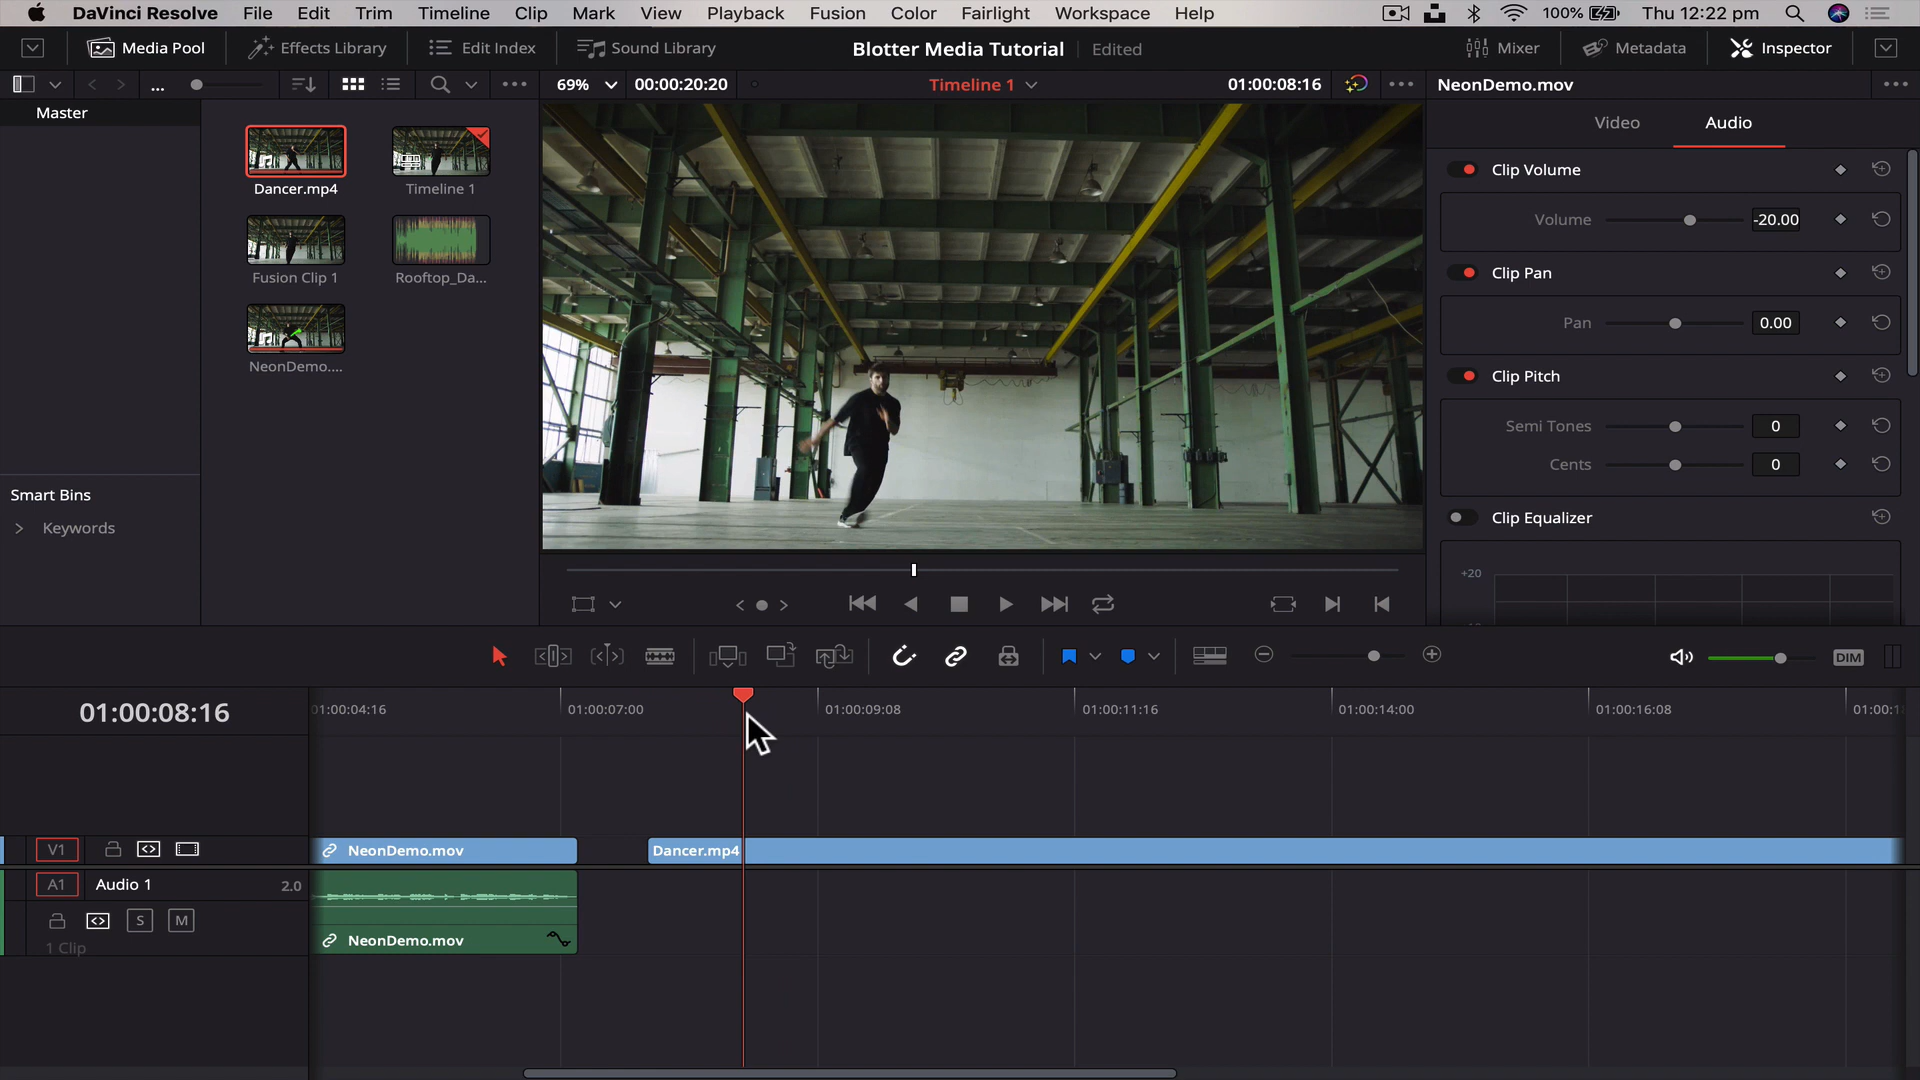 DaVinci Resolve File Edit Trim Timeline Clip Mark View Playback Fusion Color Fairlight Workspace Help 100% Thu 12:22 pm
Media Pool Effects Library Edit Index Sound Library Blotter Media Tutorial Edited Mixer Metadata Inspector
... 69% 00:00:20:20 Timeline 1 01:00:08:16 NeonDemo.mov
Master
Dancer.mp4 Timeline 1
Fusion Clip 1 Rooftop_Da...
NeonDemo....
Smart Bins
Keywords
Video Audio
Clip Volume
Volume -20.00
Clip Pan
Pan 0.00
Clip Pitch
Semi Tones 0
Cents 0
Clip Equalizer
+20
DIM
01:00:08:16
01:00:04:16 01:00:07:00 01:00:09:08 01:00:11:16 01:00:14:00 01:00:16:08
V1 NeonDemo.mov Dancer.mp4
A1 Audio 1 2.0
S M
1 Clip
NeonDemo.mov